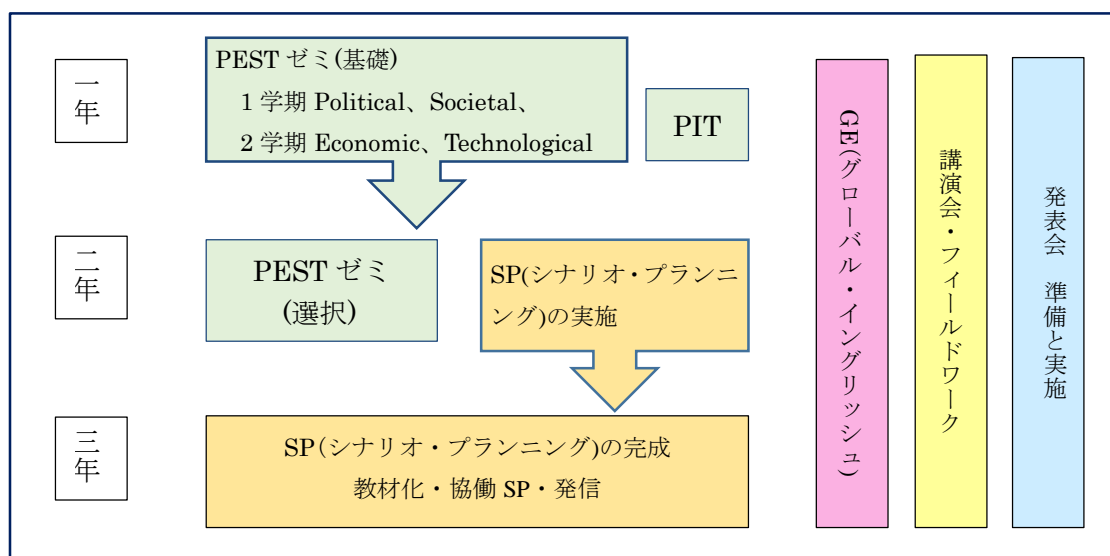 一年
PEST ゼミ(基礎)
1 学期 Political、Societal、
2 学期 Economic、Technological
PIT
二年
PEST ゼミ
(選択)
SP(シナリオ・プランニ
ング)の実施
三年
SP(シナリオ・プランニング)の完成
教材化・協働 SP・発信
GE(グローバル・イングリッシュ)
講演会・フィールドワーク
発表会 準備と実施